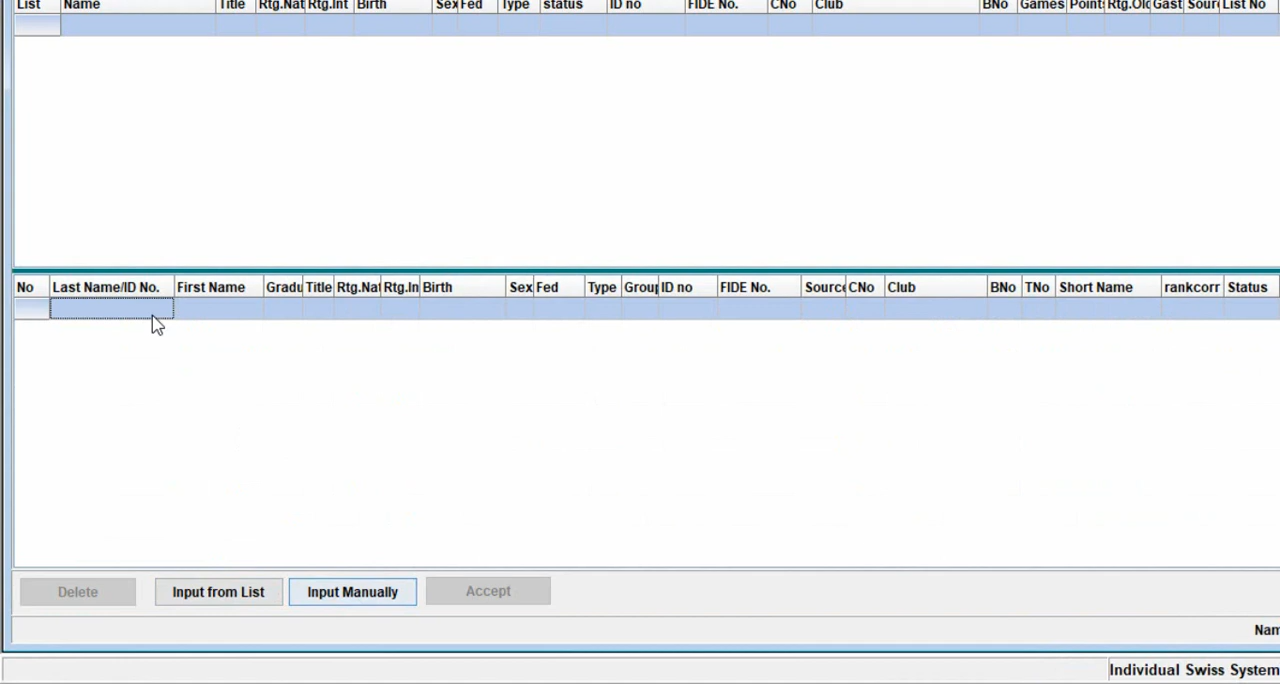 List Name Title Rtg.Nat Rtg.Int Birth Sex Fed Type status ID no FIDE No. CNo Club BNo Games Point: Rtg.Old Gast Sour List No
No Last Name/ID No. First Name Gradu Title Rtg.Nat Rtg.In Birth Sex Fed Type Group ID no FIDE No. Source CNo Club BNo TNo Short Name rankcorr Status
Delete Input from List Input Manually Accept
Nam
Individual Swiss System